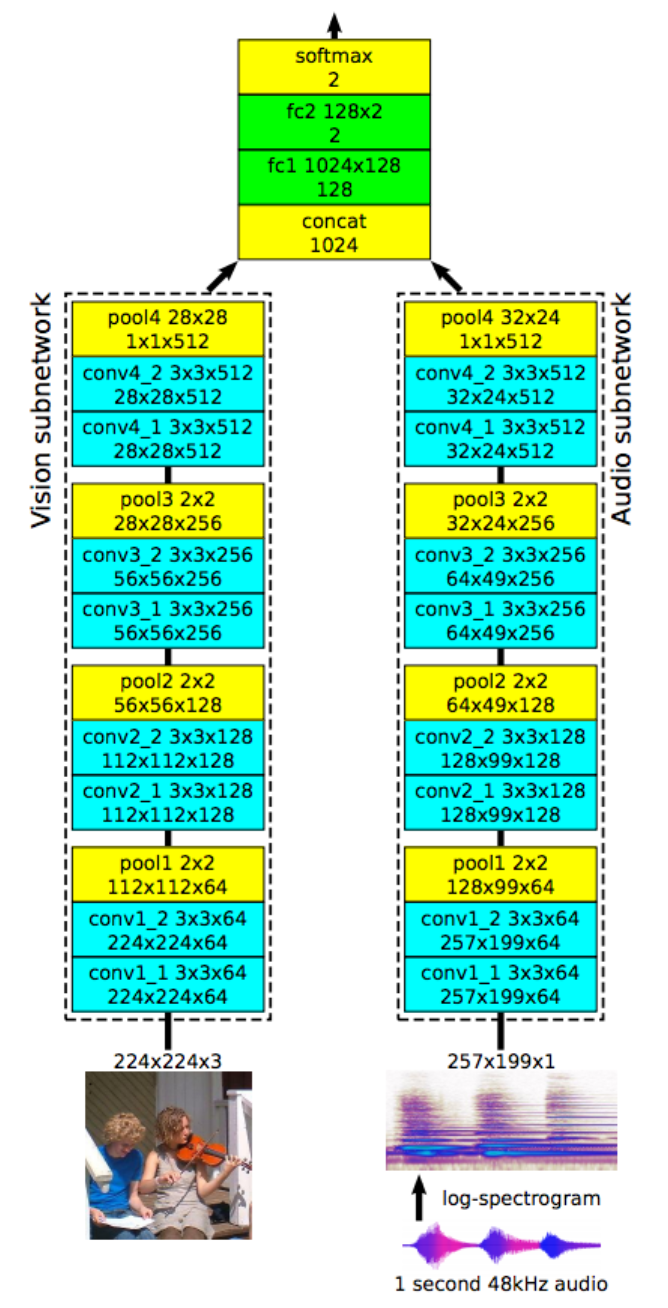 softmax
2
fc2 128x2
2
fc1 1024x128
128
concat
1024
Vision subnetwork
pool4 28x28
1x1x512
conv4_2 3x3x512
28x28x512
conv4_1 3x3x512
28x28x512
pool3 2x2
28x28x256
conv3_2 3x3x256
56x56x256
conv3_1 3x3x256
56x56x256
pool2 2x2
56x56x128
conv2_2 3x3x128
112x112x128
conv2_1 3x3x128
112x112x128
pool1 2x2
112x112x64
conv1_2 3x3x64
224x224x64
conv1_1 3x3x64
224x224x64
224x224x3
Audio subnetwork
pool4 32x24
1x1x512
conv4_2 3x3x512
32x24x512
conv4_1 3x3x512
32x24x512
pool3 2x2
32x24x256
conv3_2 3x3x256
64x49x256
conv3_1 3x3x256
64x49x256
pool2 2x2
64x49x128
conv2_2 3x3x128
128x99x128
conv2_1 3x3x128
128x99x128
pool1 2x2
128x99x64
conv1_2 3x3x64
257x199x64
conv1_1 3x3x64
257x199x64
257x199x1
log-spectrogram
1 second 48kHz audio